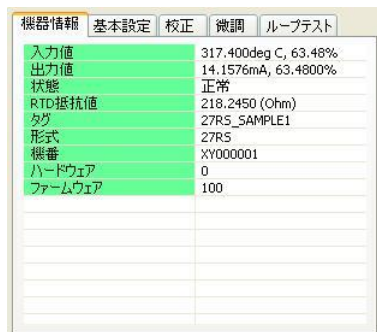 機器情報 基本設定 校正 微調 ループテスト
入力値 317.400deg C, 63.48%
出力値 14.1576mA, 63.4800%
状態 正常
RTD抵抗値 218.2450 (Ohm)
タグ 27RS_SAMPLE1
形式 27RS
機番 XY000001
ハードウェア 0
ファームウェア 100